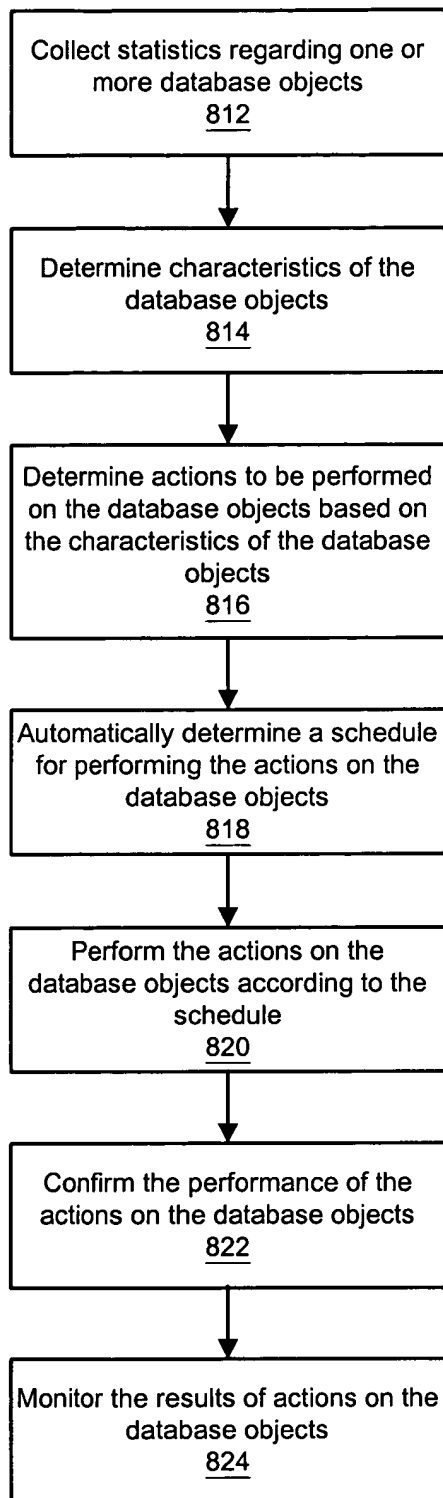 Collect statistics regarding one or
more database objects
812
Determine characteristics of the
database objects
814
Determine actions to be performed
on the database objects based on
the characteristics of the database
objects
816
Automatically determine a schedule
for performing the actions on the
database objects
818
Perform the actions on the
database objects according to the
schedule
820
Confirm the performance of the
actions on the database objects
822
Monitor the results of actions on the
database objects
824